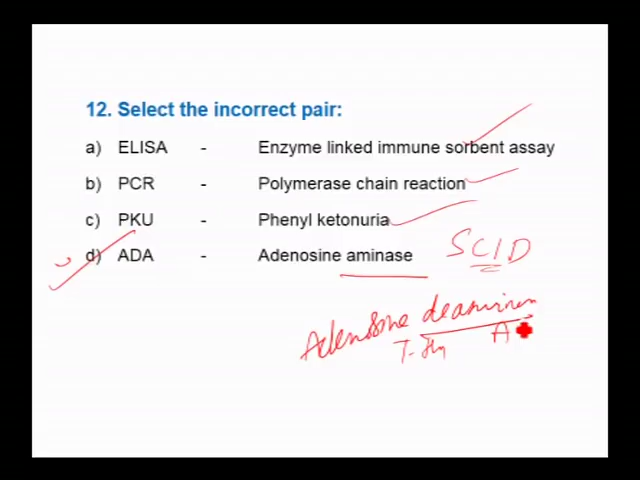 12. Select the incorrect pair:
a) ELISA - Enzyme linked immune sorbent assay
b) PCR - Polymerase chain reaction
c) PKU - Phenyl ketonuria
d) ADA - Adenosine aminase
SCID
Adenosine
A